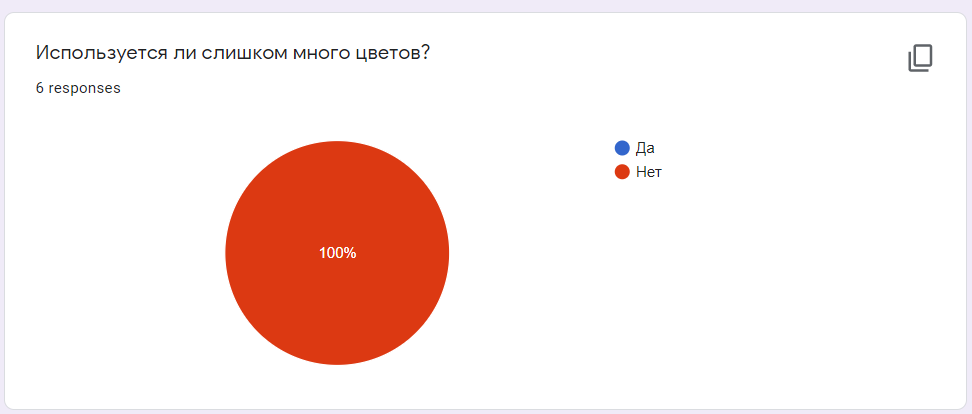 Используется ли слишком много цветов?
6 responses
100%
Да
Нет